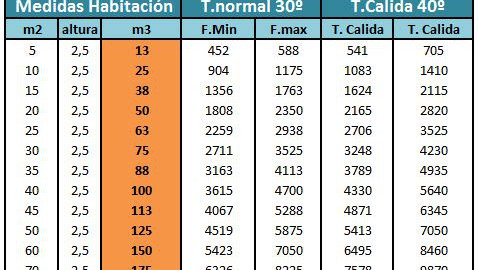 Medidas Habitación T.normal 30º T.Calida 40º
m2 altura m3 F.Min F.max T. Calida T. Calida
5 2,5 13 452 588 541 705
10 2,5 25 904 1175 1083 1410
15 2,5 38 1356 1763 1624 2115
20 2,5 50 1808 2350 2165 2820
25 2,5 63 2259 2938 2706 3525
30 2,5 75 2711 3525 3248 4230
35 2,5 88 3163 4113 3789 4935
40 2,5 100 3615 4700 4330 5640
45 2,5 113 4067 5288 4871 6345
50 2,5 125 4519 5875 5413 7050
60 2,5 150 5423 7050 6495 8460
70 2,5 175 6326 8225 7578 9870